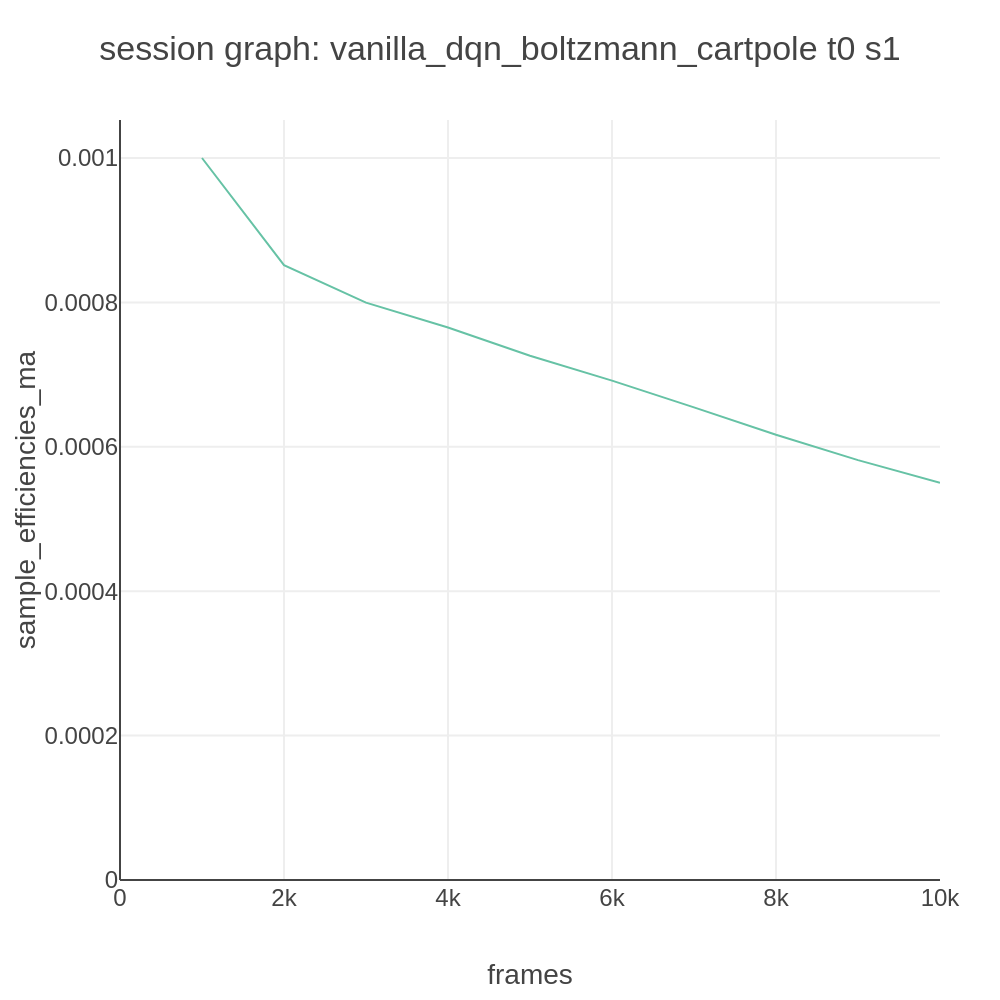 session graph: vanilla_dqn_boltzmann_cartpole t0 s1
sample_efficiencies_ma
0.001
0.0008
0.0006
0.0004
0.0002
0
0
2k
4k
6k
8k
10k
frames